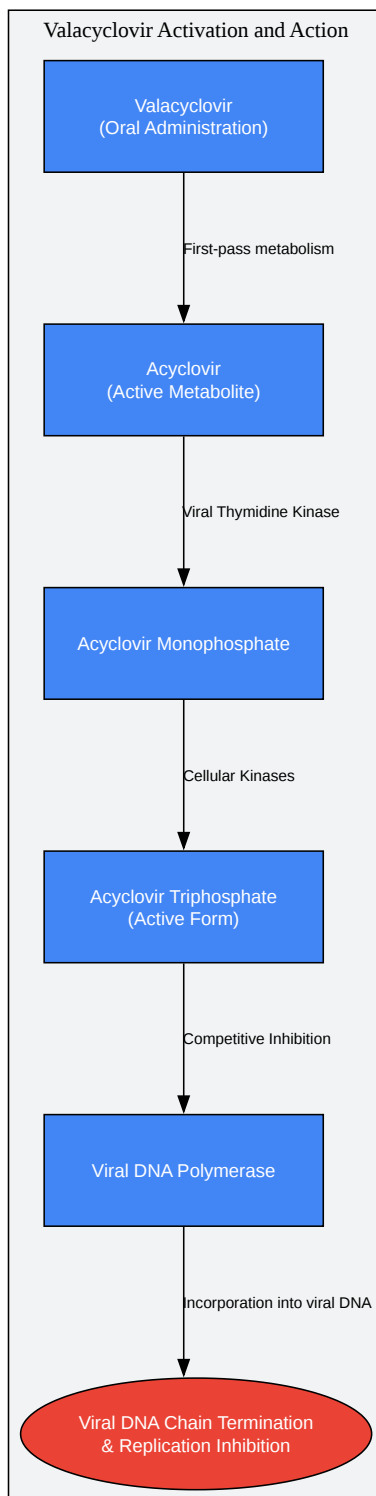 Valacyclovir Activation and Action
Valacyclovir
(Oral Administration)
First-pass metabolism
Acyclovir
(Active Metabolite)
Viral Thymidine Kinase
Acyclovir Monophosphate
Cellular Kinases
Acyclovir Triphosphate
(Active Form)
Competitive Inhibition
Viral DNA Polymerase
Incorporation into viral DNA
Viral DNA Chain Termination
& Replication Inhibition